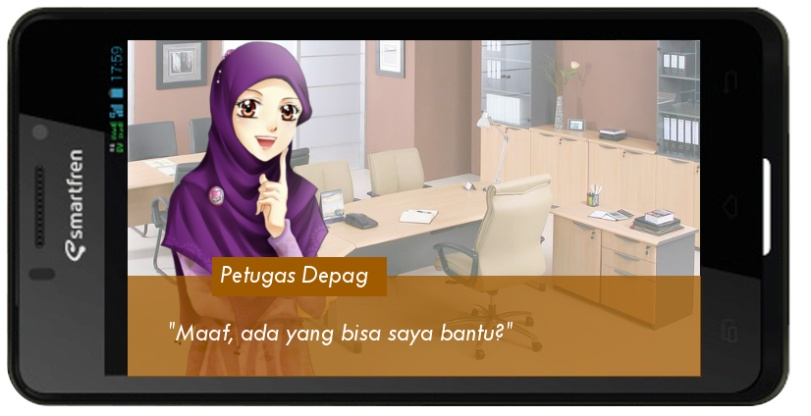 Petugas Depag
"Maaf, ada yang bisa saya bantu?"
smartfren
17:59